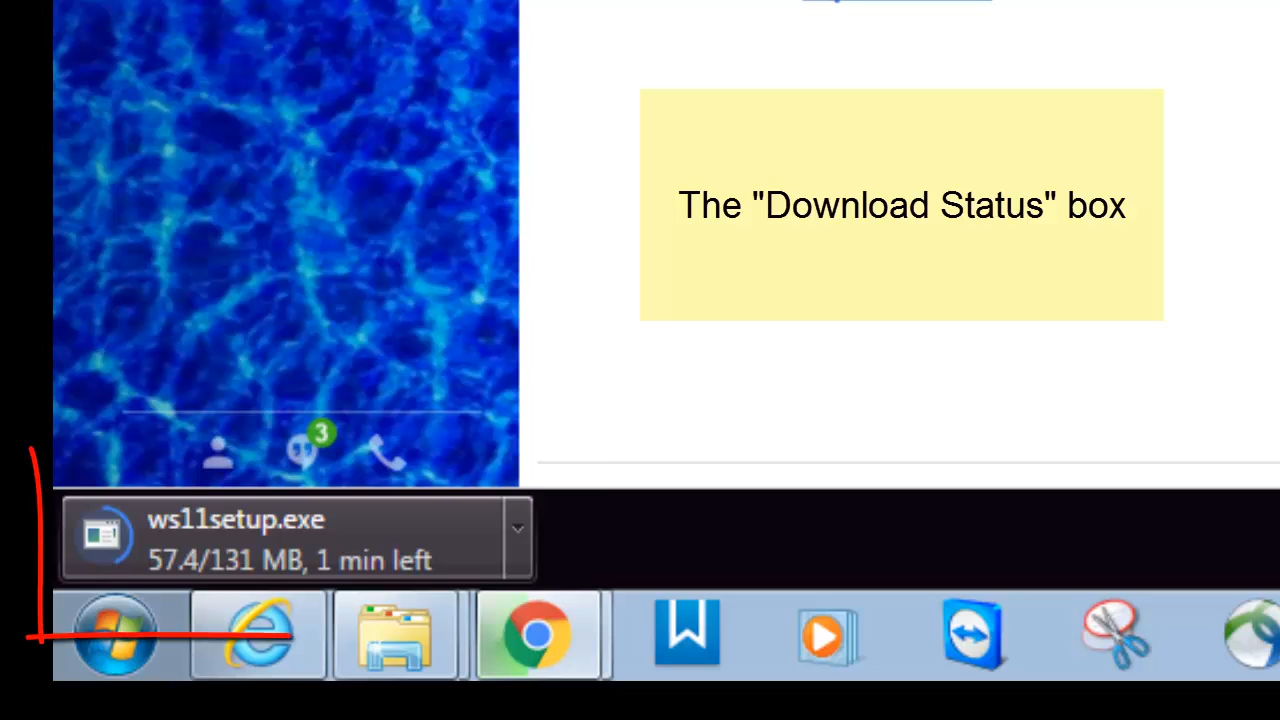 The "Download Status" box
3
ws11setup.exe
57.4/131 MB, 1 min left